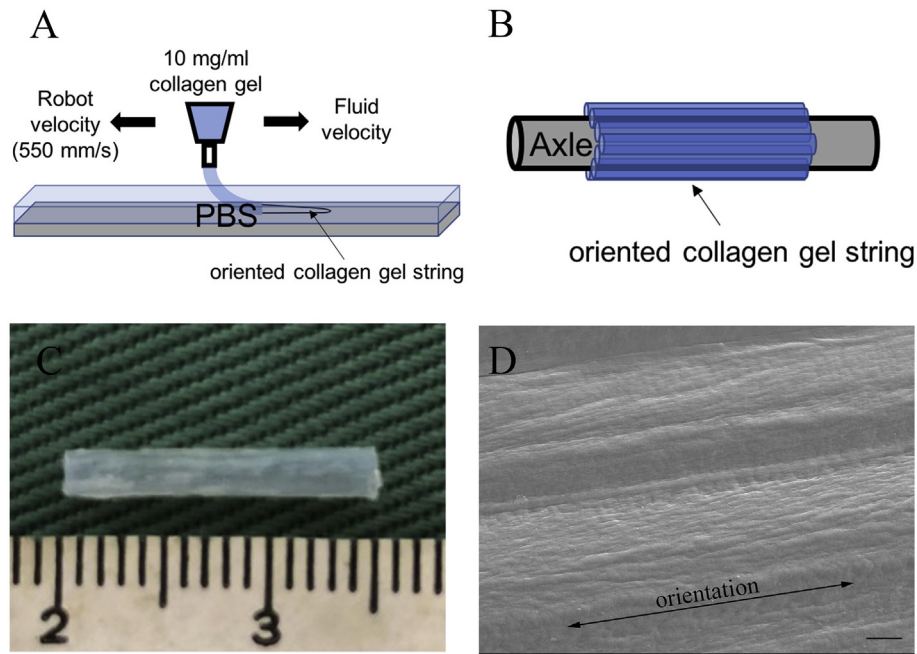 A
10 mg/ml
collagen gel
Robot
velocity
(550 mm/s)
Fluid
velocity
PBS
oriented collagen gel string
B
Axle
oriented collagen gel string
C
2
3
D
orientation